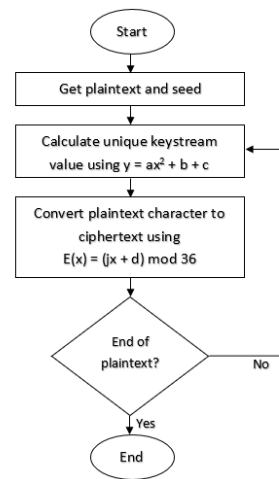 Start
Get plaintext and seed
Calculate unique keystream
value using y = ax² + b + c
Convert plaintext character to
ciphertext using
E(x) = (jx + d) mod 36
End of
plaintext?
No
Yes
End